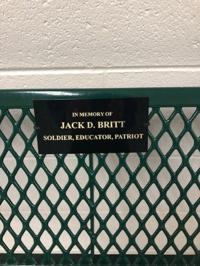 IN MEMORY OF
JACK D. BRITT
SOLDIER, EDUCATOR, PATRIOT